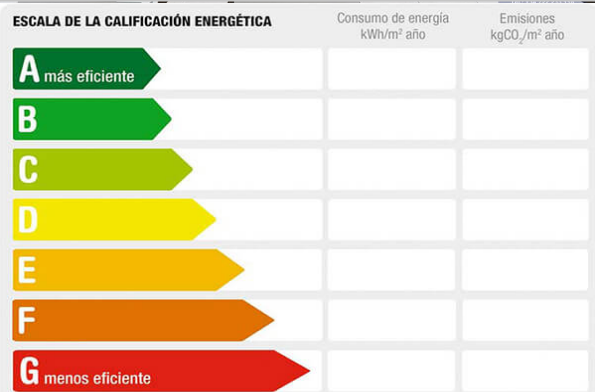 ESCALA DE LA CALIFICACIÓN ENERGÉTICA
Consumo de energía
kWh/m² año
Emisiones
kgCO₂/m² año
A más eficiente
B
C
D
E
F
G menos eficiente